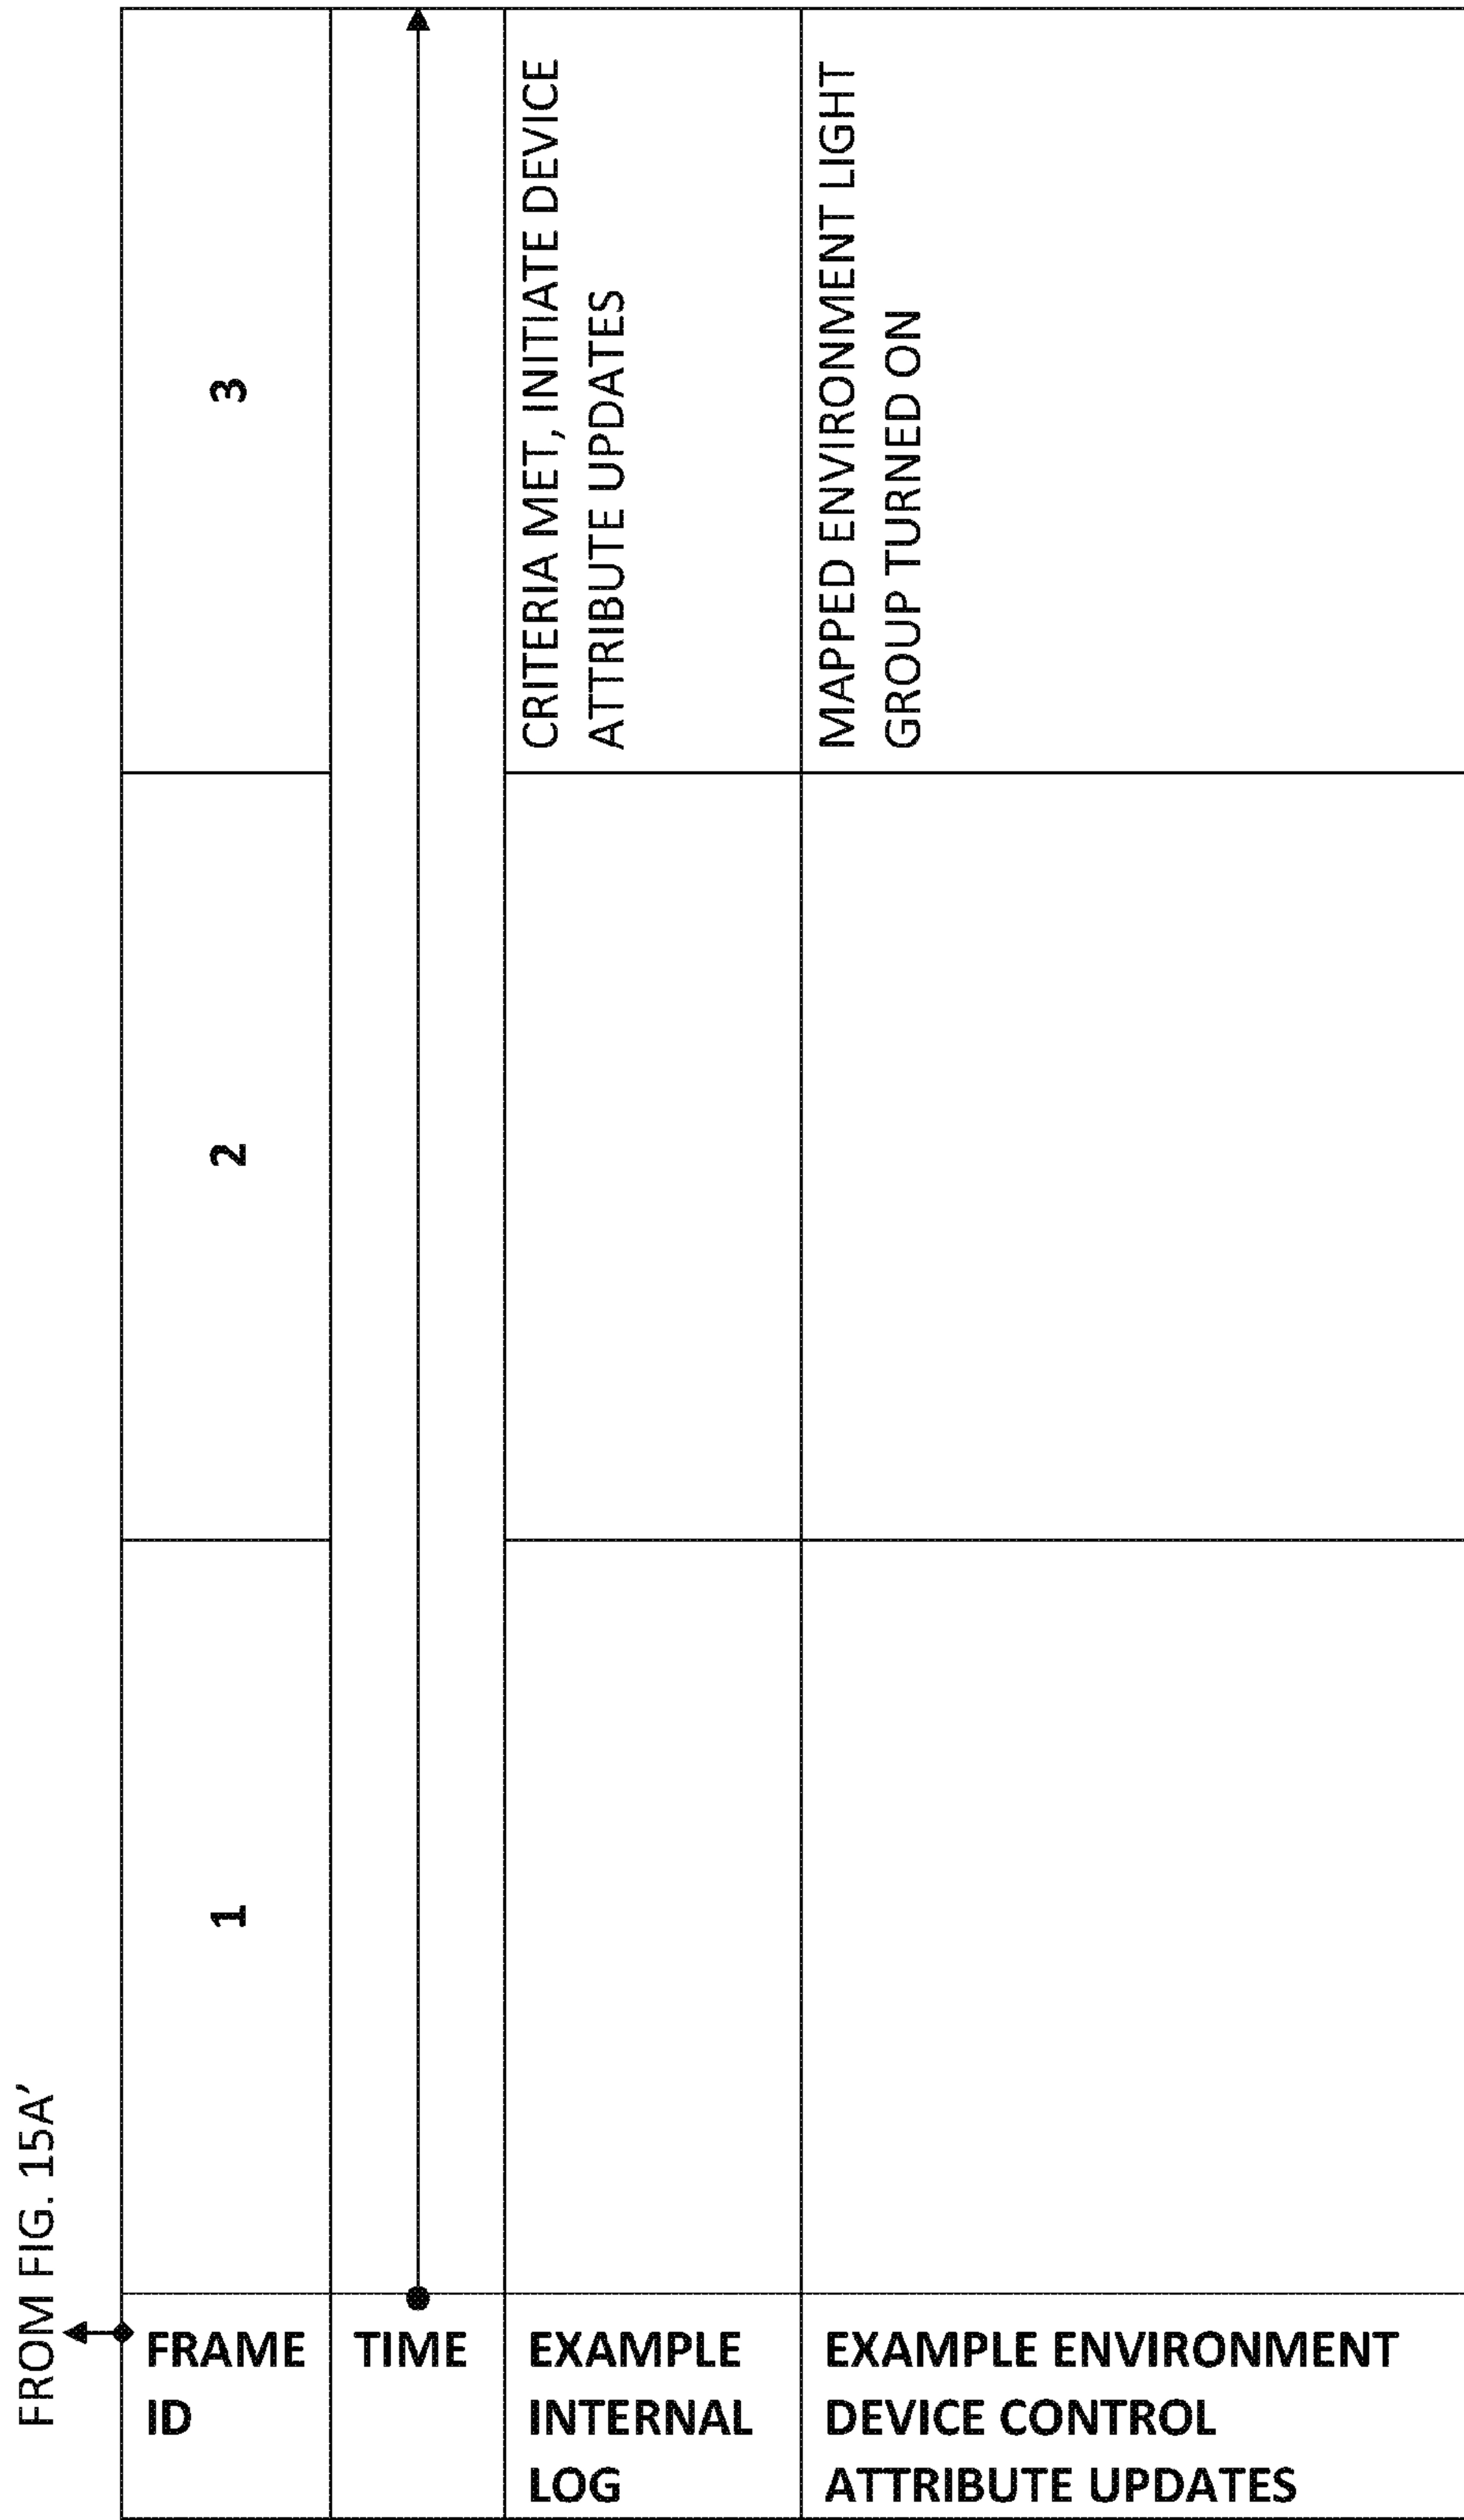 FROM FIG. 15A’
FRAME
ID
1
2
3
TIME
EXAMPLE
INTERNAL
LOG
CRITERIA MET, INITIATE DEVICE
ATTRIBUTE UPDATES
EXAMPLE ENVIRONMENT
DEVICE CONTROL
ATTRIBUTE UPDATES
MAPPED ENVIRONMENT LIGHT
GROUP TURNED ON